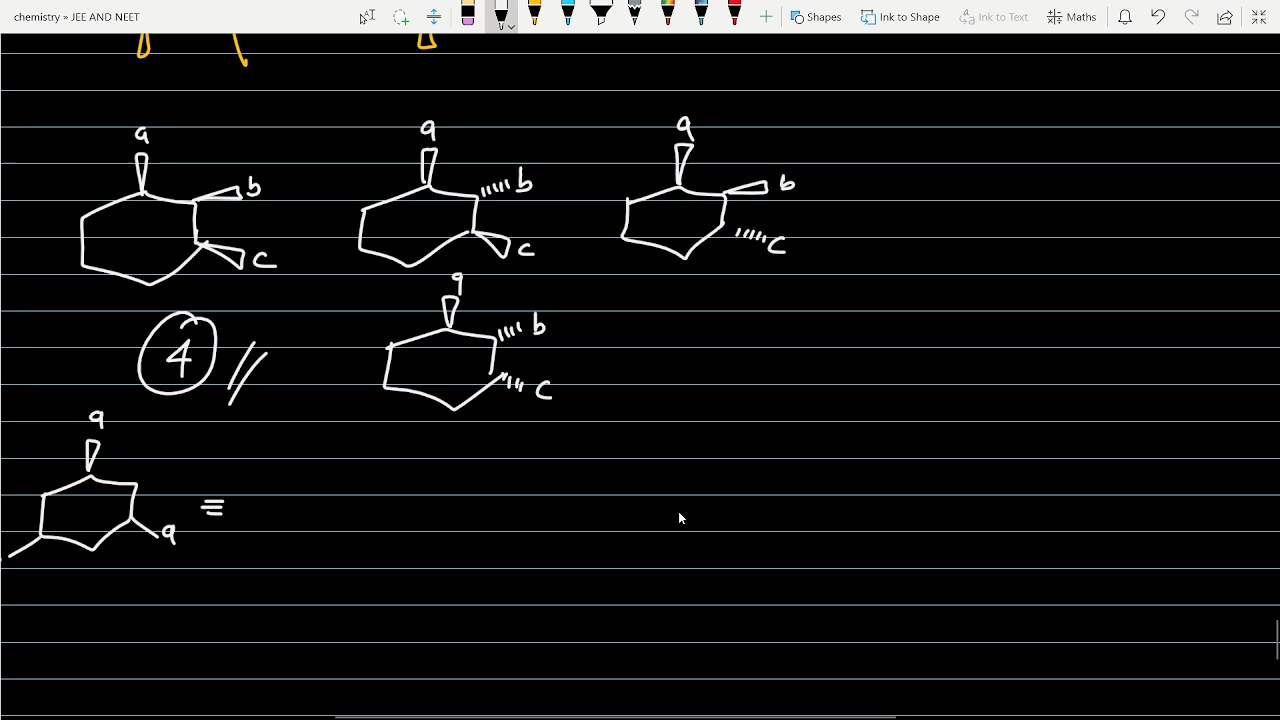 chemistry » JEE AND NEET
Shapes Ink to Shape Ink to Text Maths
a a a
b b b
c c c
a
b
4
c
a
≡
a